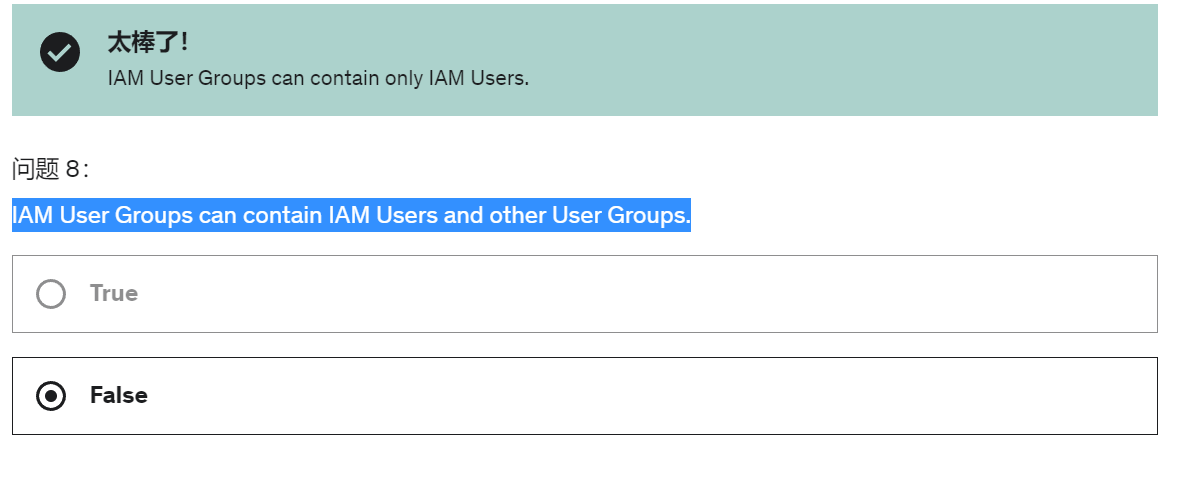 太棒了!
IAM User Groups can contain only IAM Users.
问题 8:
IAM User Groups can contain IAM Users and other User Groups.
True
False